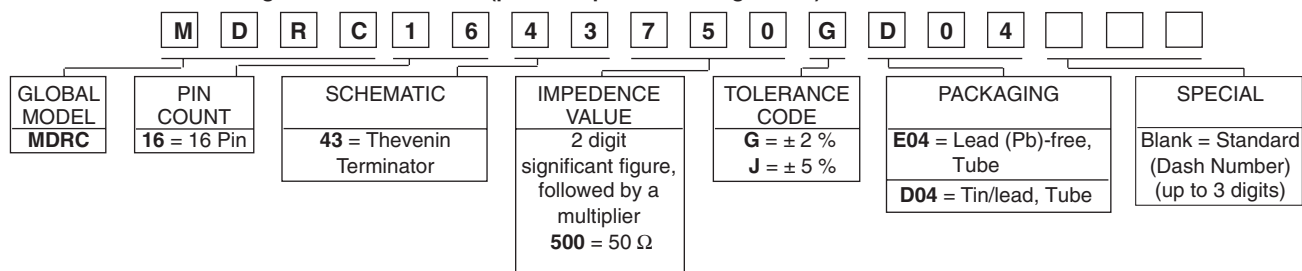 M D R C 1 6 4 3 7 5 0 G D 0 4
GLOBAL
MODEL
MDRC
PIN
COUNT
16 = 16 Pin
SCHEMATIC
43 = Thevenin
Terminator
IMPEDENCE
VALUE
2 digit
significant figure,
followed by a
multiplier
500 = 50 Ω
TOLERANCE
CODE
G = ± 2 %
J = ± 5 %
PACKAGING
E04 = Lead (Pb)-free,
Tube
D04 = Tin/lead, Tube
SPECIAL
Blank = Standard
(Dash Number)
(up to 3 digits)